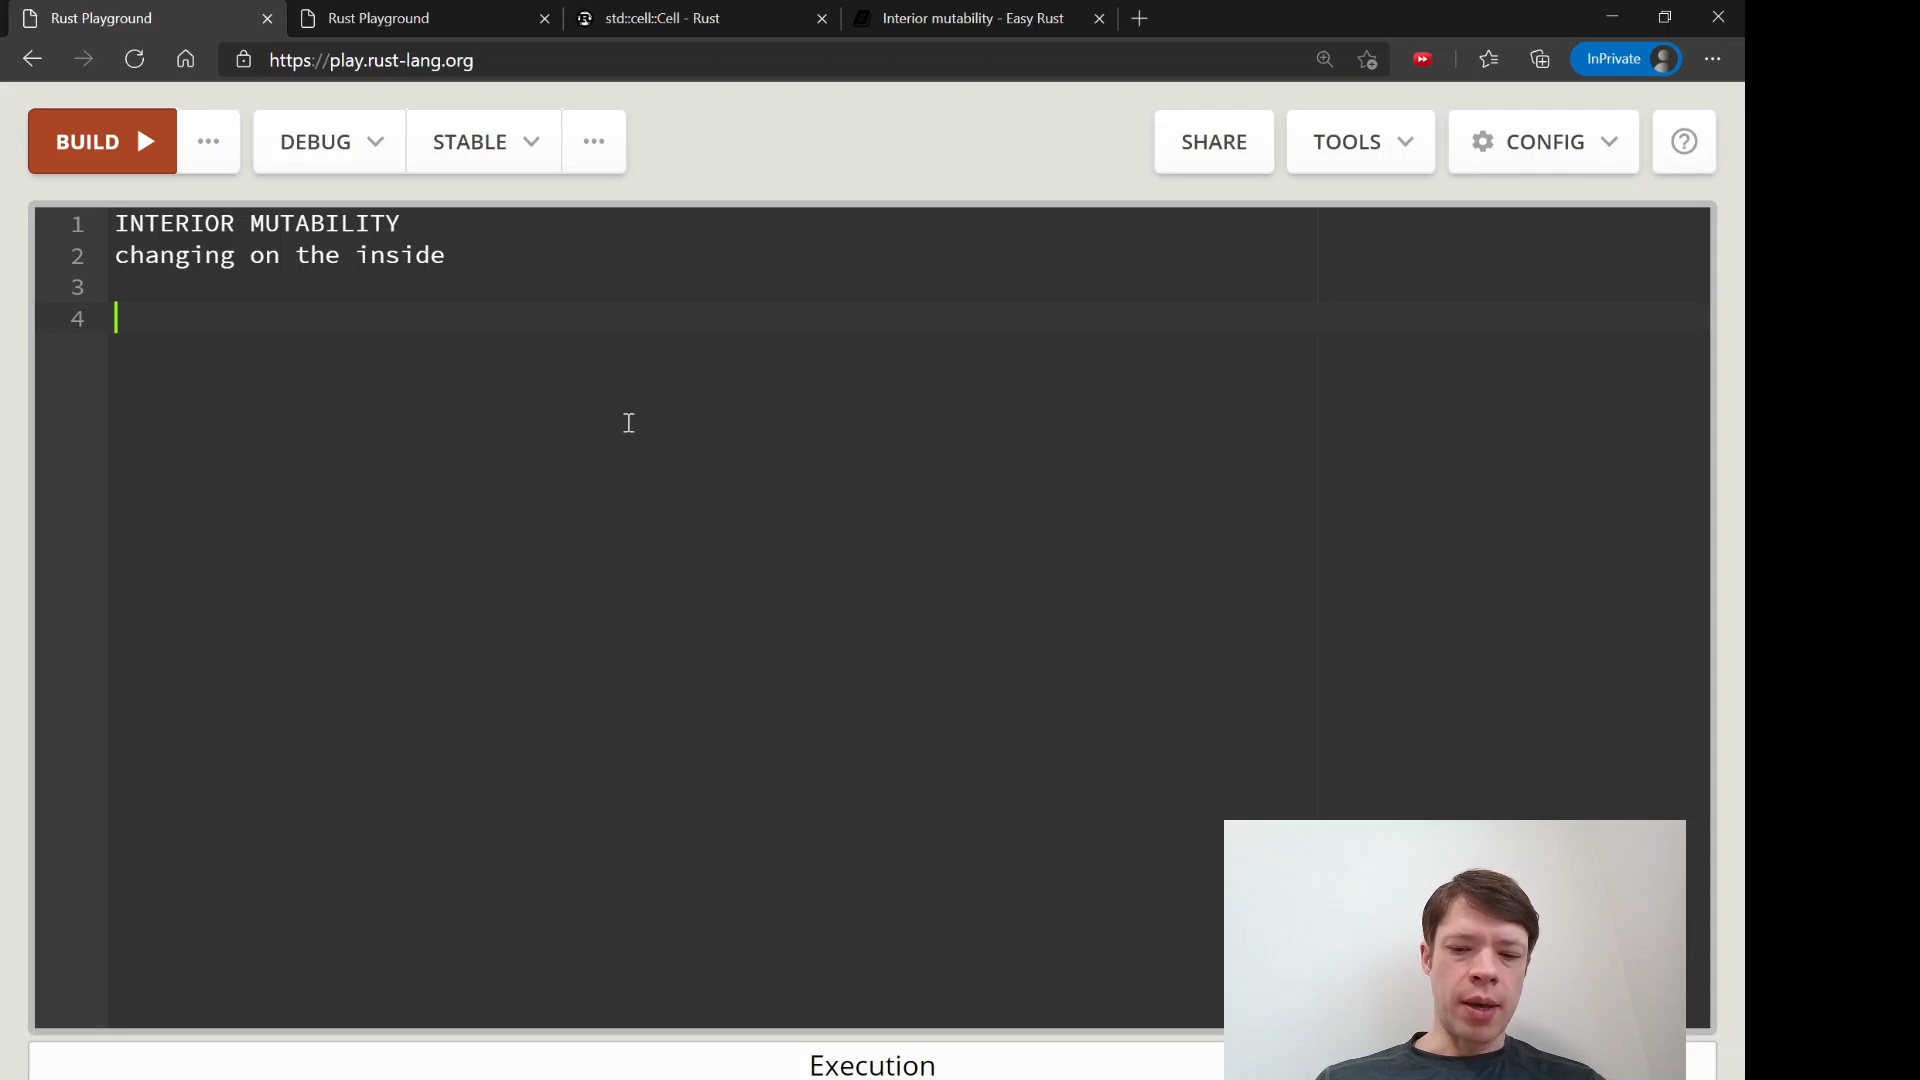 Rust Playground
Rust Playground
std::cell::Cell - Rust
Interior mutability - Easy Rust
https://play.rust-lang.org
InPrivate
BUILD
DEBUG
STABLE
SHARE
TOOLS
CONFIG
1 INTERIOR MUTABILITY
2 changing on the inside
3
4
Execution